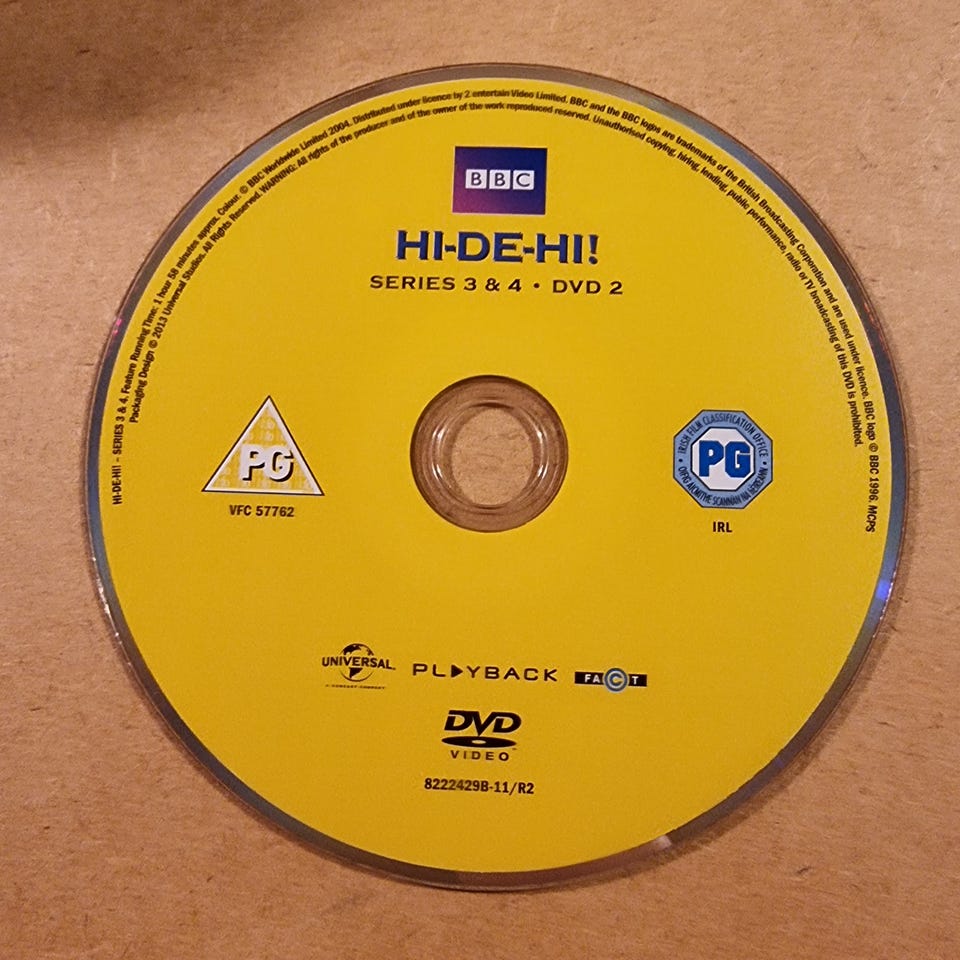 HI-DE-HI! – SERIES 3 & 4. Feature Running Time: 1 hour 58 minutes approx. Colour. © BBC Worldwide Limited 2004. Distributed under licence by 2 entertain Video Limited. BBC and the BBC logos are trademarks of the British Broadcasting Corporation and are used under licence. BBC logo © BBC 1996. MCPS
Packaging Design © 2013 Universal Studios. All Rights Reserved. WARNING: All rights of the producer and of the owner of the work reproduced reserved. Unauthorised copying, hiring, lending, public performance, radio or TV broadcasting of this DVD is prohibited.
BBC
HI-DE-HI!
SERIES 3 & 4 • DVD 2
PG
VFC 57762
IRISH FILM CLASSIFICATION OFFICE
PG
OIFIG AICMITHE SCANNÁN NA hÉIREANN
IRL
UNIVERSAL
PLAYBACK
FACT
DVD
VIDEO
8222429B-11/R2